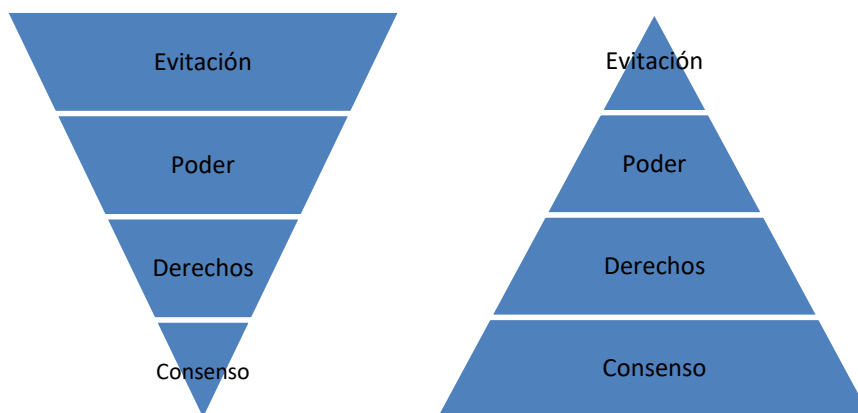 Evitación
Poder
Derechos
Consenso
Evitación
Poder
Derechos
Consenso